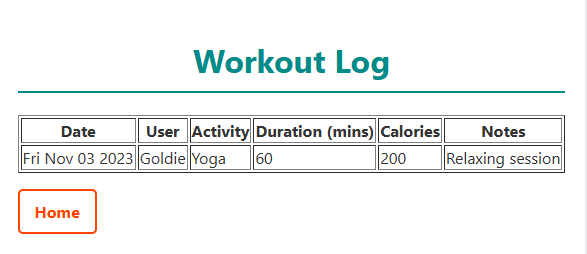 Workout Log
Date User Activity Duration (mins) Calories Notes
Fri Nov 03 2023 Goldie Yoga 60 200 Relaxing session
Home